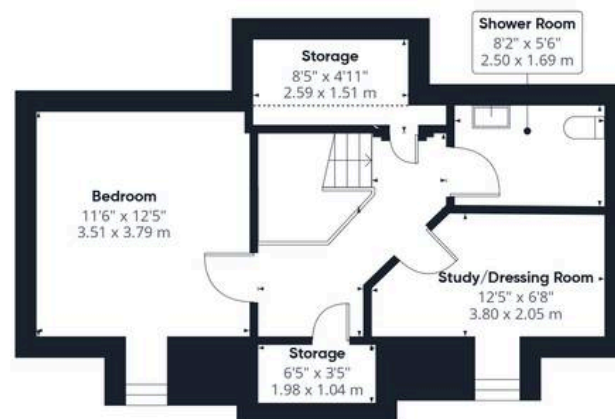 Shower Room
8'2" x 5'6"
2.50 x 1.69 m
Storage
8'5" x 4'11"
2.59 x 1.51 m
Bedroom
11'6" x 12'5"
3.51 x 3.79 m
Study/Dressing Room
12'5" x 6'8"
3.80 x 2.05 m
Storage
6'5" x 3'5"
1.98 x 1.04 m